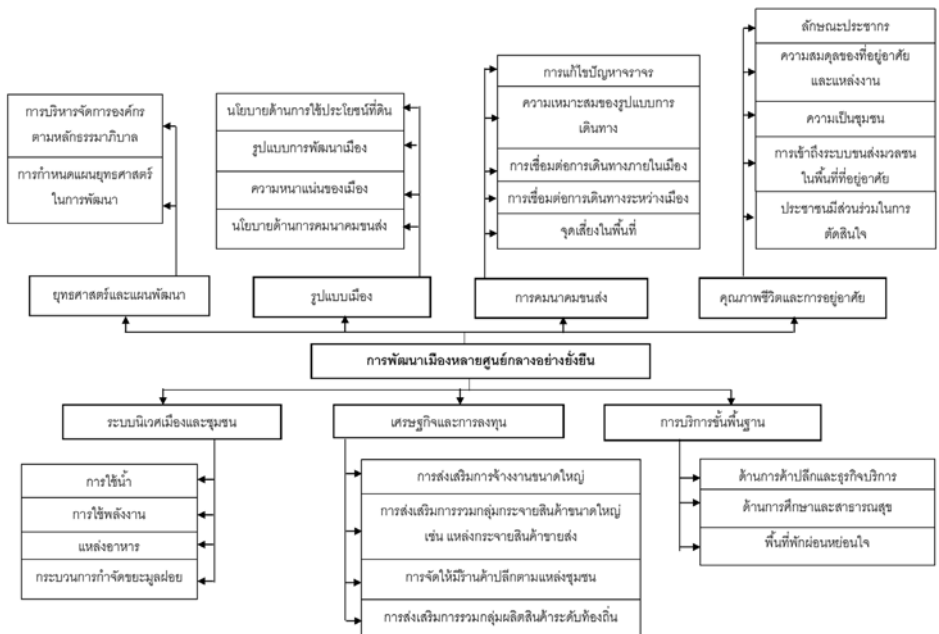 การบริหารจัดการองค์กร
ตามหลักธรรมาภิบาล
การกำหนดแผนยุทธศาสตร์
ในการพัฒนา
ยุทธศาสตร์และแผนพัฒนา
นโยบายด้านการใช้ประโยชน์ที่ดิน
รูปแบบการพัฒนาเมือง
ความหนาแน่นของเมือง
นโยบายด้านการคมนาคมขนส่ง
รูปแบบเมือง
การแก้ไขปัญหาจราจร
ความเหมาะสมของรูปแบบการ
เดินทาง
การเชื่อมต่อการเดินทางภายในเมือง
การเชื่อมต่อการเดินทางระหว่างเมือง
จุดเสี่ยงในพื้นที่
การคมนาคมขนส่ง
ลักษณะประชากร
ความสมดุลของที่อยู่อาศัย
และแหล่งงาน
ความเป็นชุมชน
การเข้าถึงระบบขนส่งมวลชน
ในพื้นที่ที่อยู่อาศัย
ประชาชนมีส่วนร่วมในการ
ตัดสินใจ
คุณภาพชีวิตและการอยู่อาศัย
การพัฒนาเมืองหลายศูนย์กลางอย่างยั่งยืน
ระบบนิเวศเมืองและชุมชน
การใช้น้ำ
การใช้พลังงาน
แหล่งอาหาร
กระบวนการกำจัดขยะมูลฝอย
เศรษฐกิจและการลงทุน
การส่งเสริมการจ้างงานขนาดใหญ่
การส่งเสริมการรวมกลุ่มกระจายสินค้าขนาดใหญ่
เช่น แหล่งกระจายสินค้าขายส่ง
การจัดให้มีร้านค้าปลีกตามแหล่งชุมชน
การส่งเสริมการรวมกลุ่มผลิตสินค้าระดับท้องถิ่น
การบริการขั้นพื้นฐาน
ด้านการค้าปลีกและธุรกิจบริการ
ด้านการศึกษาและสาธารณสุข
พื้นที่พักผ่อนหย่อนใจ